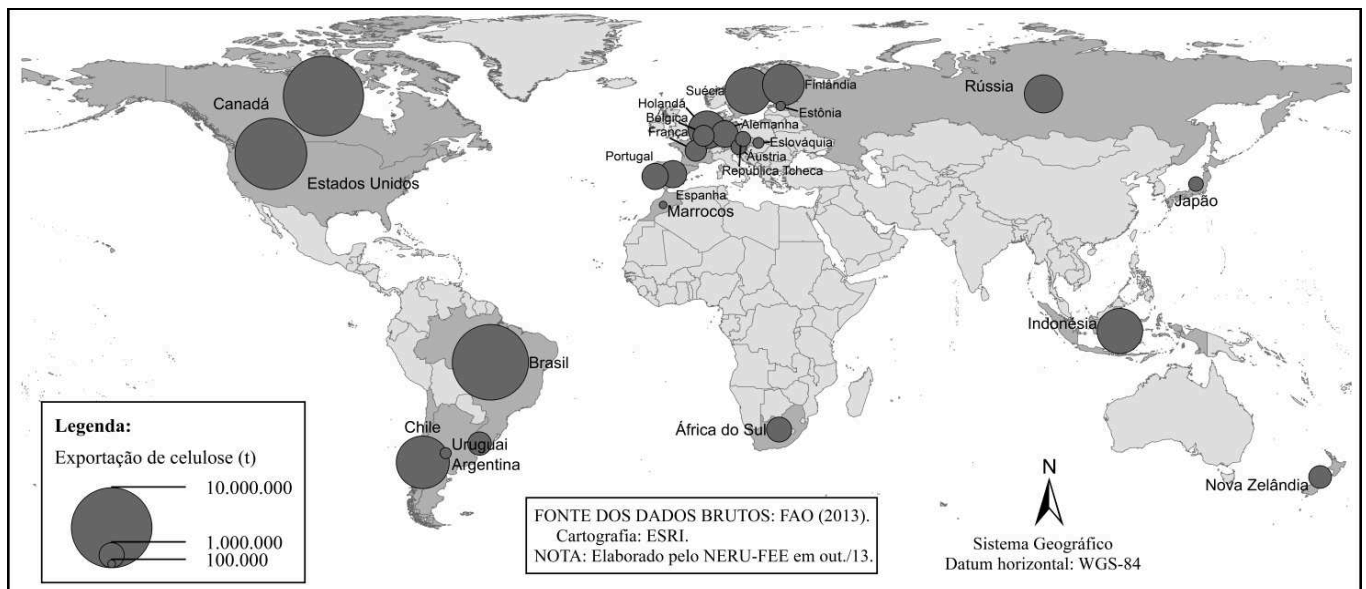 Canadá
Estados Unidos
Suécia
Finlândia
Estônia
Holandá
Bélgica
França
Alemanha
Eslováquia
Áustria
República Tcheca
Portugal
Espanha
Marrocos
Rússia
Japão
Indonésia
Brasil
Chile
Uruguai
Argentina
África do Sul
Nova Zelândia
Legenda:
Exportação de celulose (t)
10.000.000
1.000.000
100.000
FONTE DOS DADOS BRUTOS: FAO (2013).
Cartografia: ESRI.
NOTA: Elaborado pelo NERU-FEE em out./13.
N
Sistema Geográfico
Datum horizontal: WGS-84